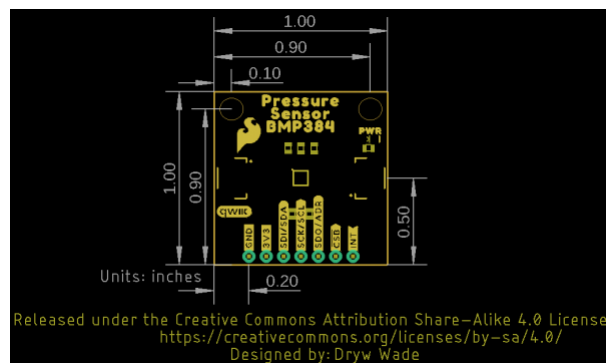 1.00
0.90
0.10
Pressure
Sensor
BMP384
PWR
1.00
0.90
0.50
qwiic
GND
3V3
SDI/SDA
SCK/SCL
SDO/ADR
CSB
INT
Units: inches
0.20
Released under the Creative Commons Attribution Share-Alike 4.0 License
https://creativecommons.org/licenses/by-sa/4.0/
Designed by: Dryw Wade